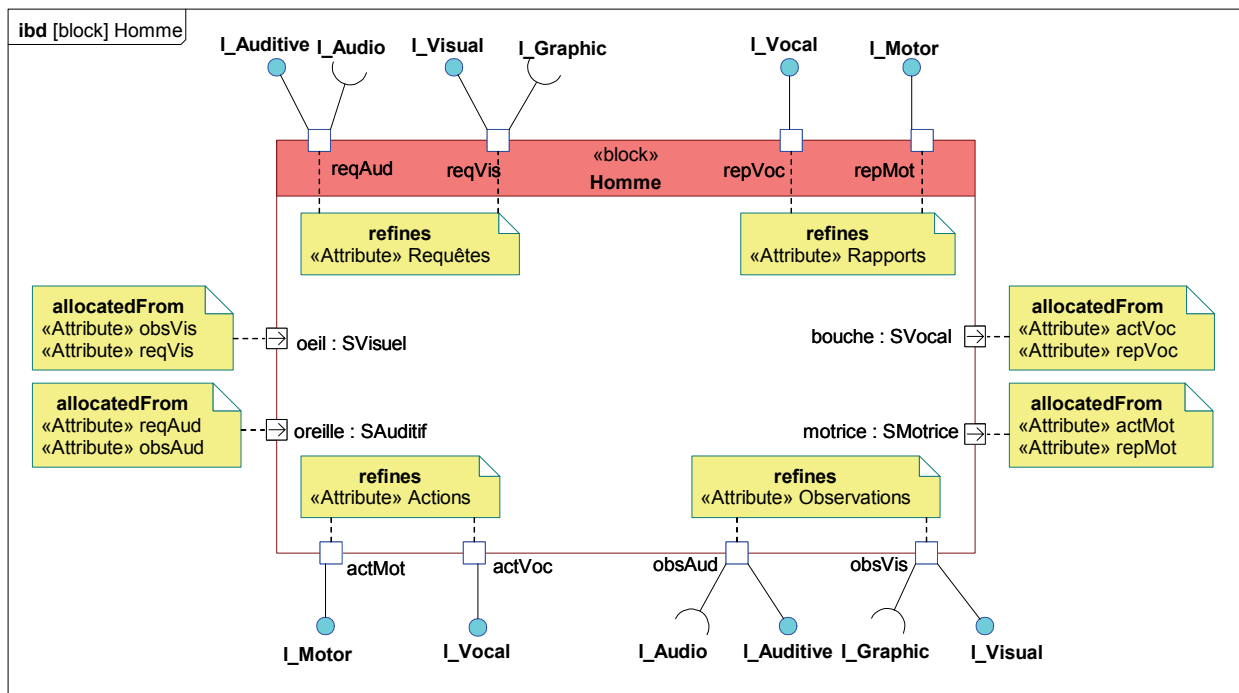 ibd [block] Homme
I_Auditive
I_Audio
I_Visual
I_Graphic
I_Vocal
I_Motor
«block»
Homme
reqAud
reqVis
repVoc
repMot
refines
«Attribute» Requêtes
refines
«Attribute» Rapports
allocatedFrom
«Attribute» obsVis
«Attribute» reqVis
oeil : SVisuel
bouche : SVocal
allocatedFrom
«Attribute» actVoc
«Attribute» repVoc
allocatedFrom
«Attribute» reqAud
«Attribute» obsAud
oreille : SAuditif
motrice : SMotrice
allocatedFrom
«Attribute» actMot
«Attribute» repMot
refines
«Attribute» Actions
refines
«Attribute» Observations
actMot
actVoc
obsAud
obsVis
I_Motor
I_Vocal
I_Audio
I_Auditive
I_Graphic
I_Visual